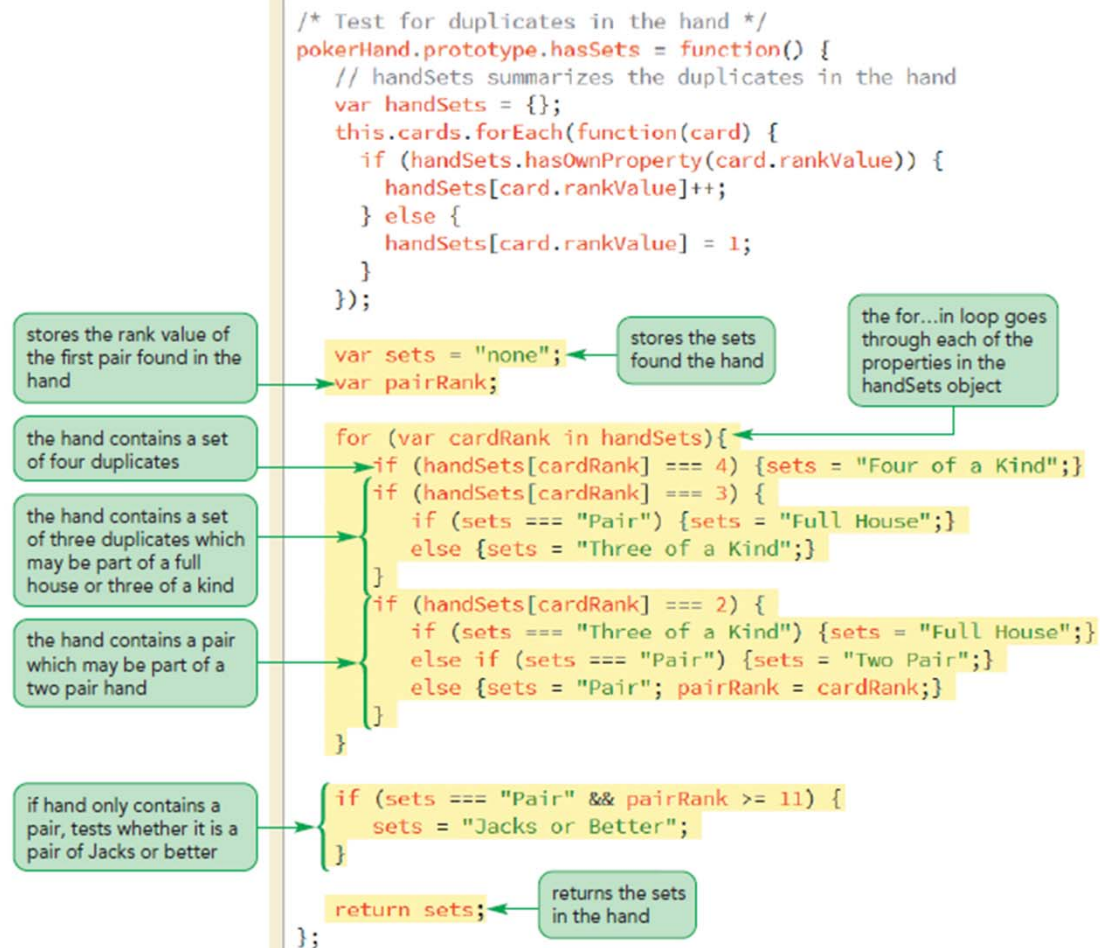 /* Test for duplicates in the hand */
pokerHand.prototype.hasSets = function() {
// handSets summarizes the duplicates in the hand
var handSets = {};
this.cards.forEach(function(card) {
if (handSets.hasOwnProperty(card.rankValue)) {
handSets[card.rankValue]++;
} else {
handSets[card.rankValue] = 1;
}
});
stores the rank value of
the first pair found in the
hand
var sets = "none";
var pairRank;
stores the sets
found the hand
the for...in loop goes
through each of the
properties in the
handSets object
the hand contains a set
of four duplicates
for (var cardRank in handSets){
if (handSets[cardRank] === 4) {sets = "Four of a Kind";}
the hand contains a set
of three duplicates which
may be part of a full
house or three of a kind
if (handSets[cardRank] === 3) {
if (sets === "Pair") {sets = "Full House";}
else {sets = "Three of a Kind";}
}
the hand contains a pair
which may be part of a
two pair hand
if (handSets[cardRank] === 2) {
if (sets === "Three of a Kind") {sets = "Full House";}
else if (sets === "Pair") {sets = "Two Pair";}
else {sets = "Pair"; pairRank = cardRank;}
}
}
if hand only contains a
pair, tests whether it is a
pair of Jacks or better
if (sets === "Pair" && pairRank >= 11) {
sets = "Jacks or Better";
}
return sets;
returns the sets
in the hand
};